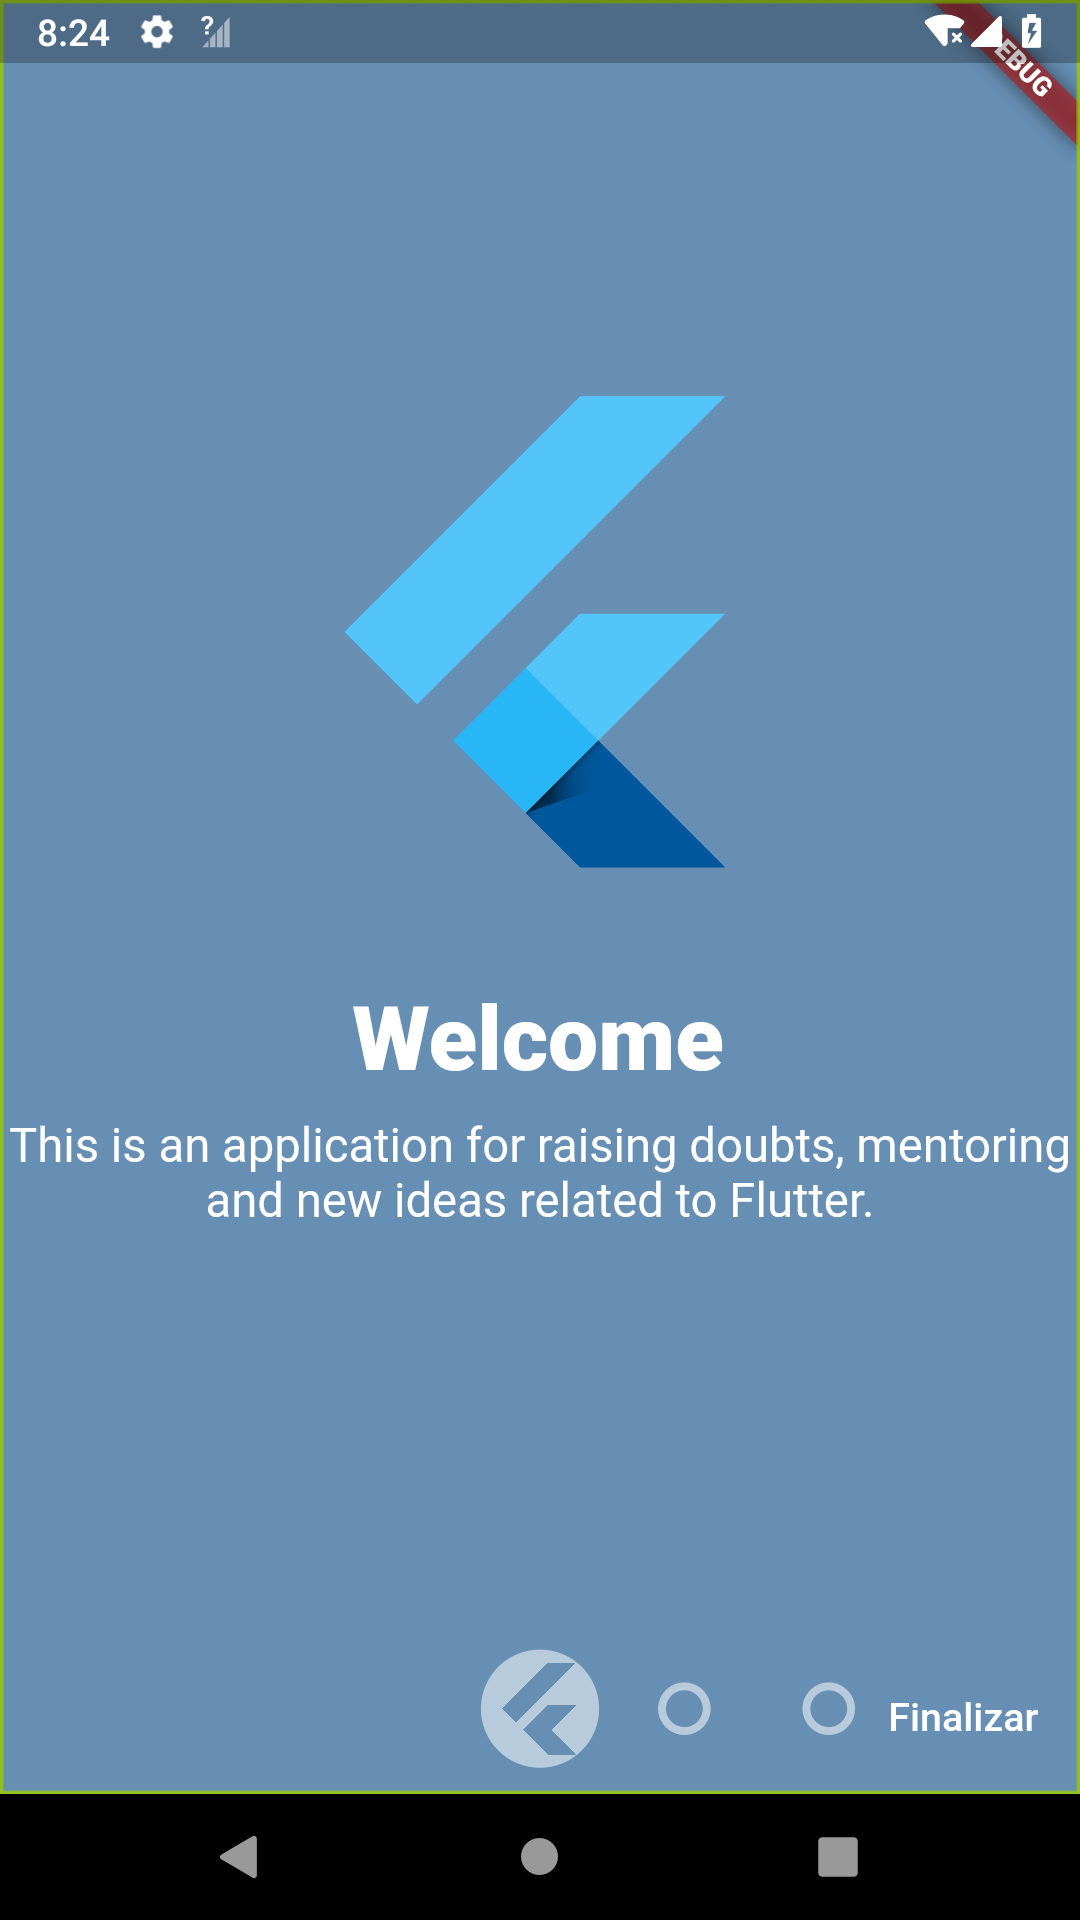 8:24
?
EBUG
Welcome
This is an application for raising doubts, mentoring
and new ideas related to Flutter.
Finalizar